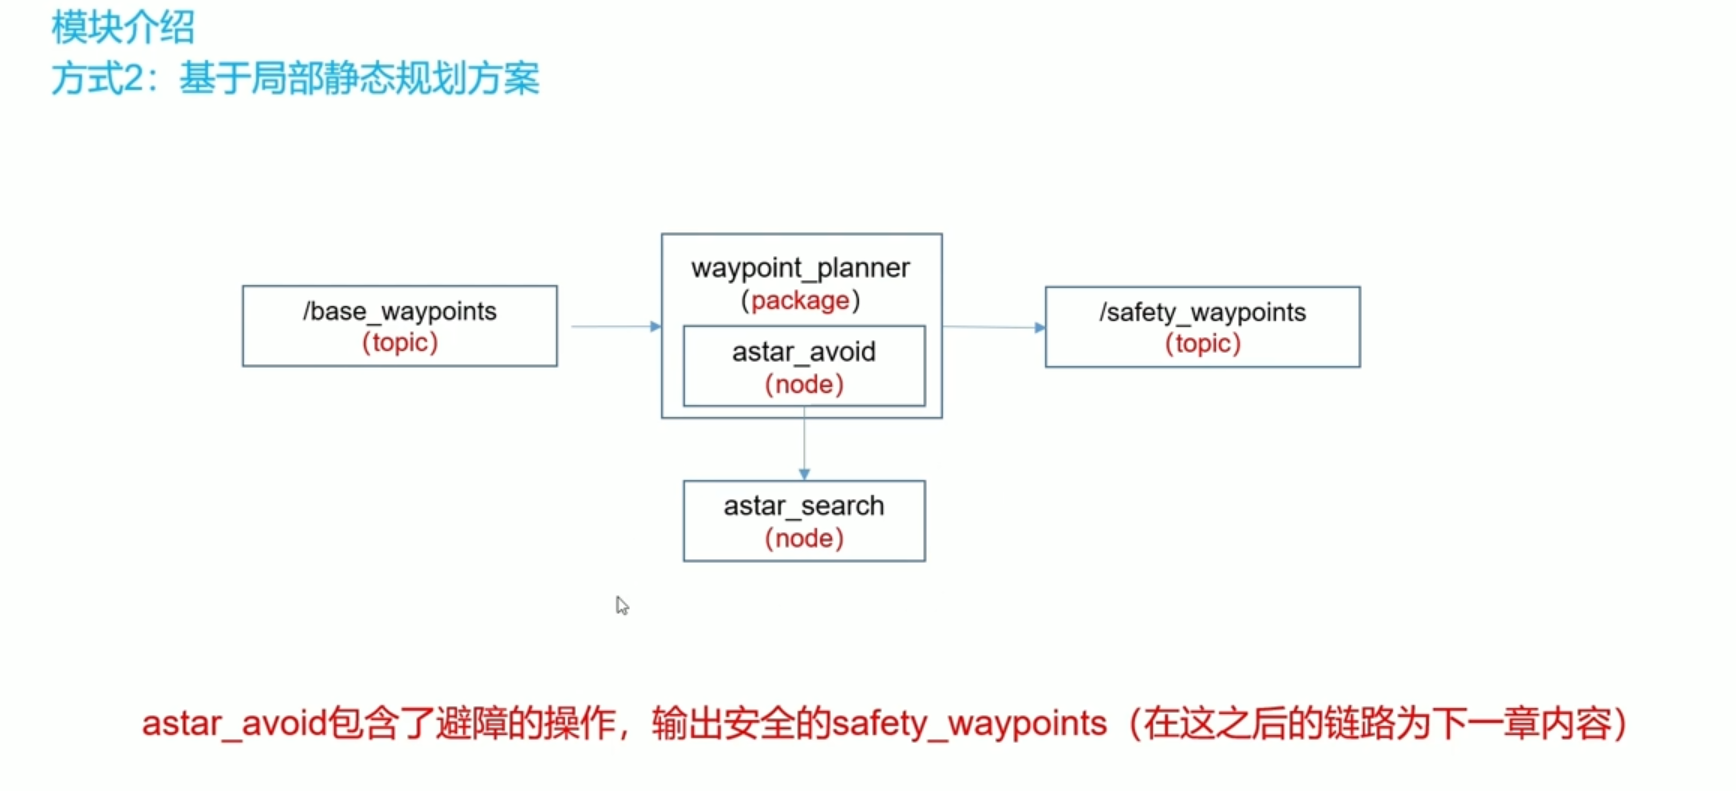 模块介绍
方式2：基于局部静态规划方案
waypoint_planner
(package)
/base_waypoints
(topic)
astar_avoid
(node)
/safety_waypoints
(topic)
astar_search
(node)
astar_avoid包含了避障的操作，输出安全的safety_waypoints（在这之后的链路为下一章内容）